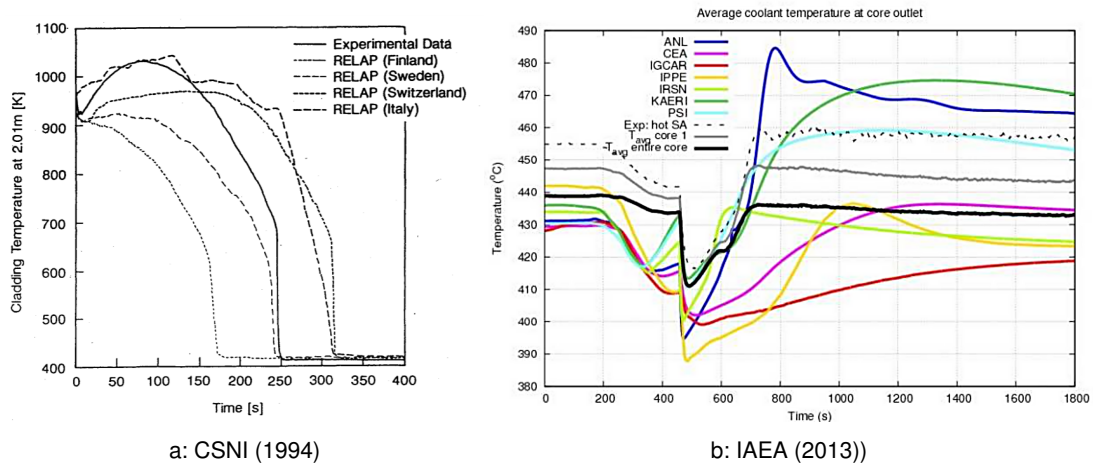 1100
1000
900
800
700
600
500
400
0
50
100
150
200
250
300
350
400
Cladding Temperature at 2.01m [K]
Time [s]
Experimental Data
RELAP (Finland)
RELAP (Sweden)
RELAP (Switzerland)
RELAP (Italy)
a: CSNI (1994)
Average coolant temperature at core outlet
490
480
470
460
450
440
430
420
410
400
390
380
0
200
400
600
800
1000
1200
1400
1600
1800
Temperature (°C)
Time (s)
ANL
CEA
IGCAR
IPPE
IRSN
KAERI
PSI
Exp: hot SA
Tavg core 1
Tavg entire core
b: IAEA (2013))